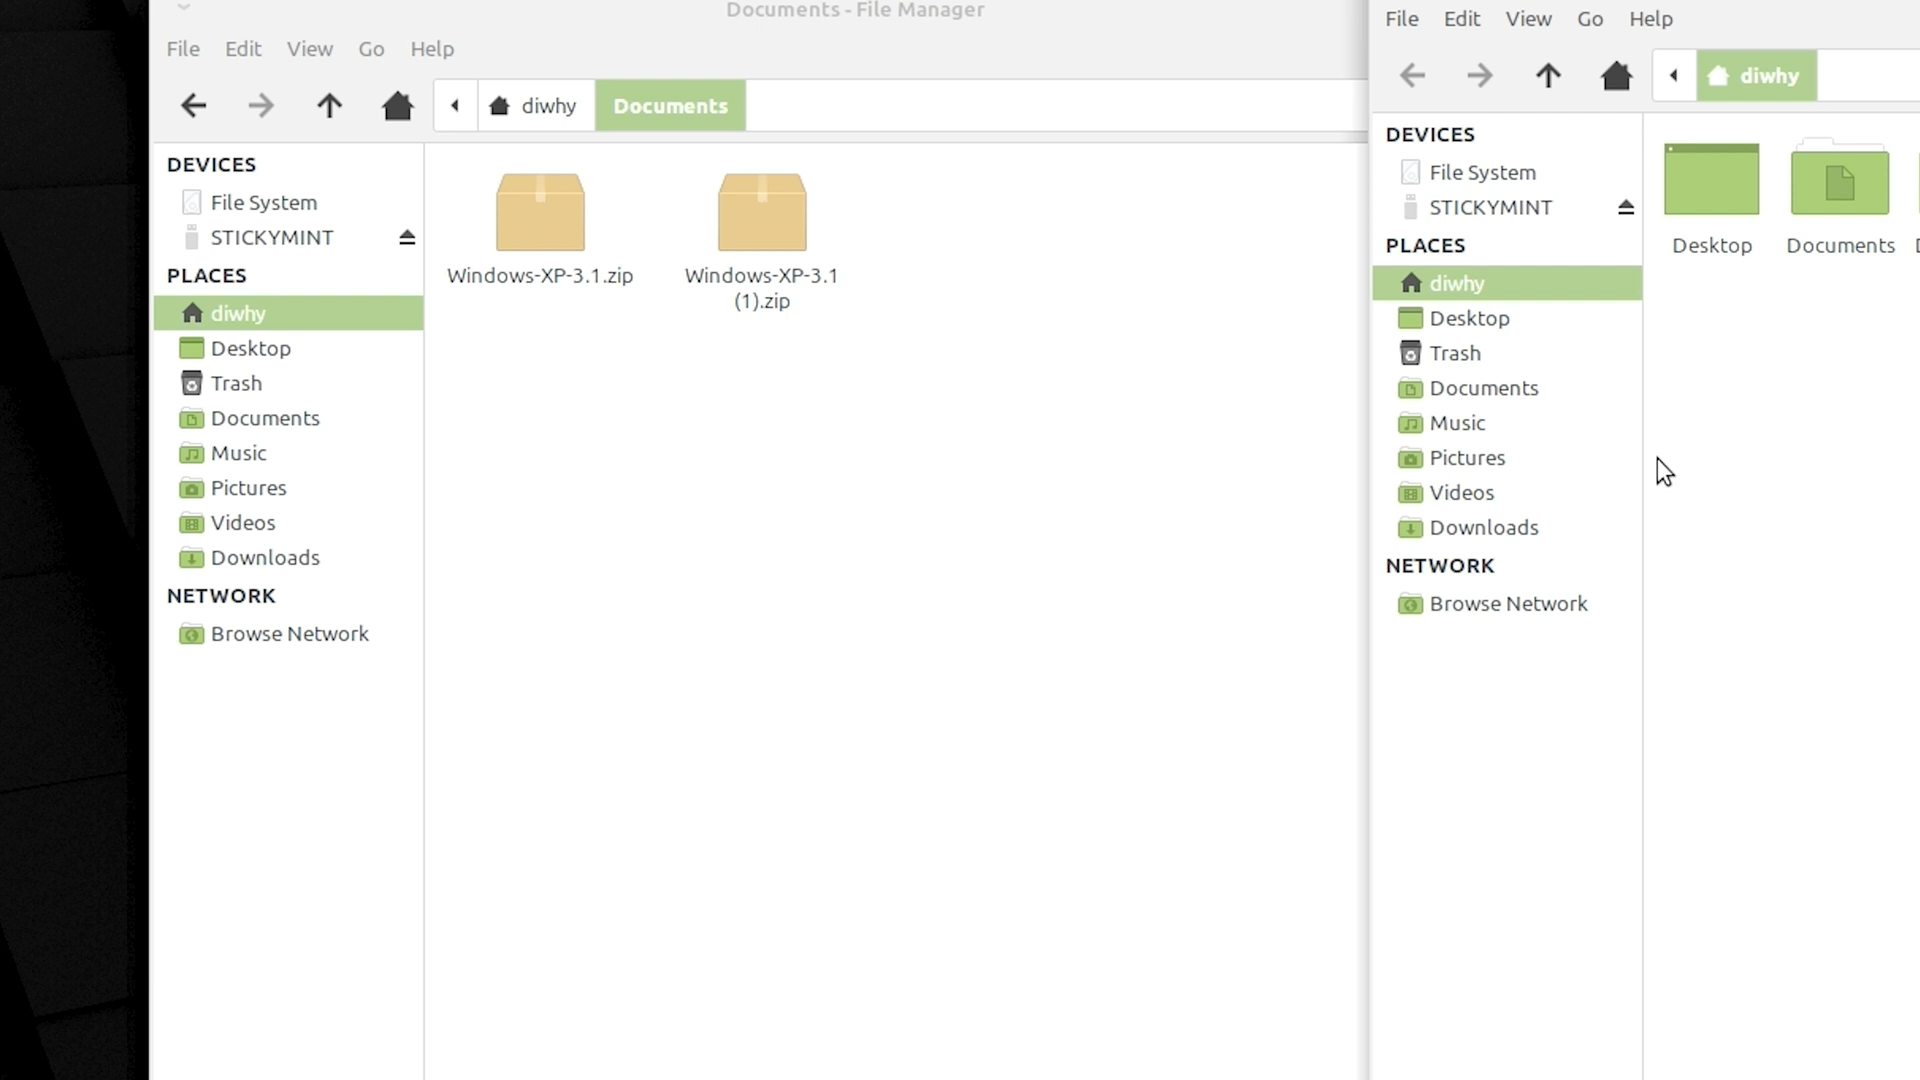 Documents - File Manager
File Edit View Go Help
diwhy Documents
DEVICES
File System
STICKYMINT
PLACES
diwhy
Desktop
Trash
Documents
Music
Pictures
Videos
Downloads
NETWORK
Browse Network
Windows-XP-3.1.zip
Windows-XP-3.1
(1).zip
File Edit View Go Help
diwhy
DEVICES
File System
STICKYMINT
PLACES
diwhy
Desktop
Trash
Documents
Music
Pictures
Videos
Downloads
NETWORK
Browse Network
Desktop
Documents